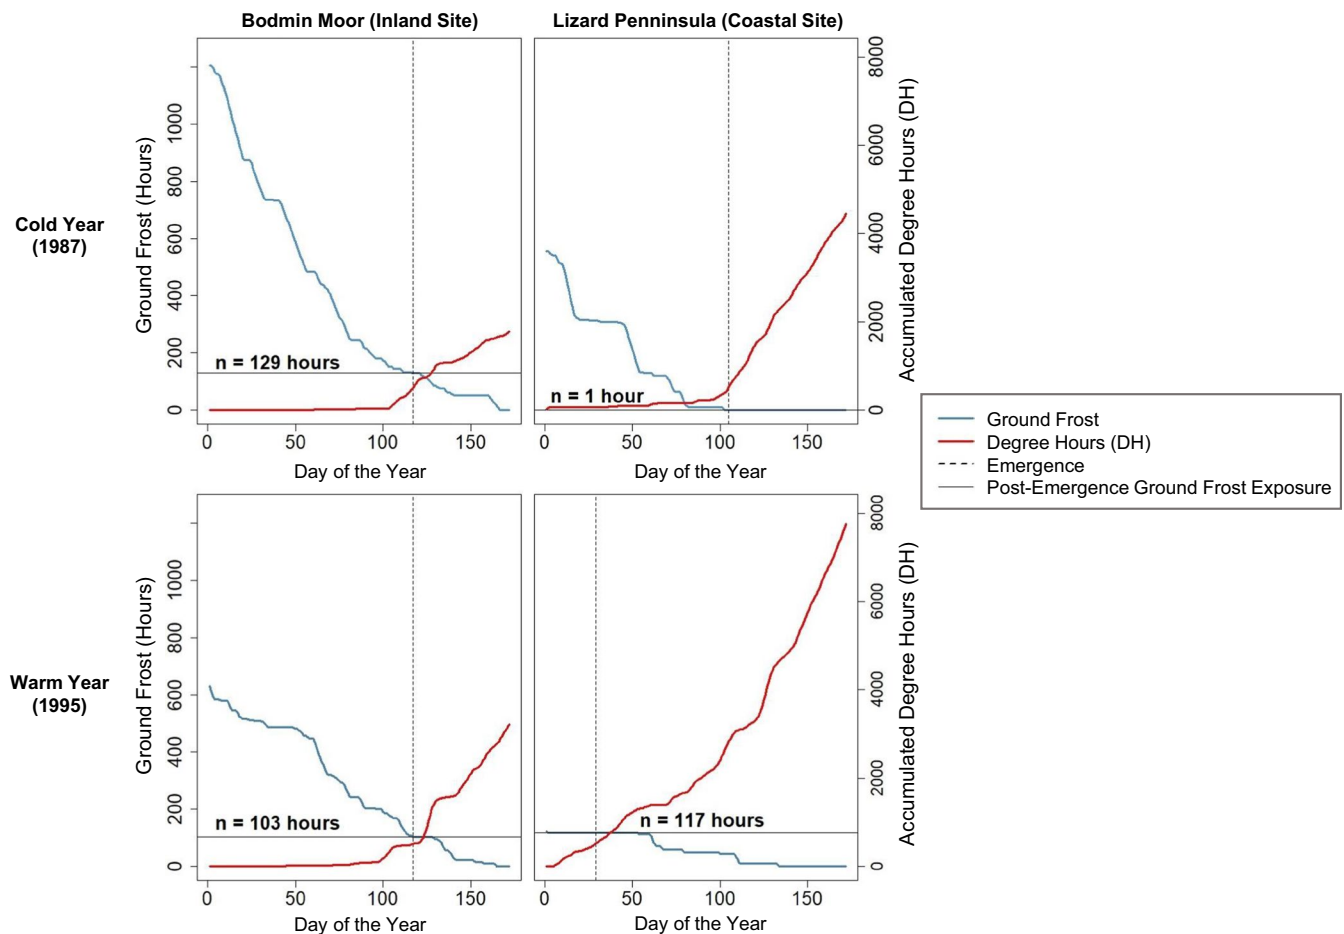 Bodmin Moor (Inland Site)
Lizard Penninsula (Coastal Site)
Cold Year
(1987)
Ground Frost (Hours)
0 200 400 600 800 1000
n = 129 hours
0 50 100 150
Day of the Year
n = 1 hour
0 50 100 150
Day of the Year
0 2000 4000 6000 8000
Accumulated Degree Hours (DH)
Ground Frost
Degree Hours (DH)
Emergence
Post-Emergence Ground Frost Exposure
Warm Year
(1995)
Ground Frost (Hours)
0 200 400 600 800 1000
n = 103 hours
0 50 100 150
Day of the Year
n = 117 hours
0 50 100 150
Day of the Year
0 2000 4000 6000 8000
Accumulated Degree Hours (DH)